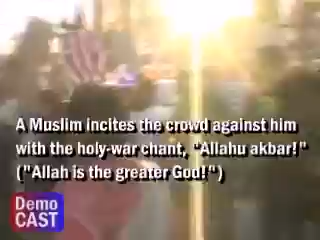 A Muslim incites the crowd against him
with the holy-war chant, "Allahu akbar!"
("Allah is the greater God!")
Demo
CAST